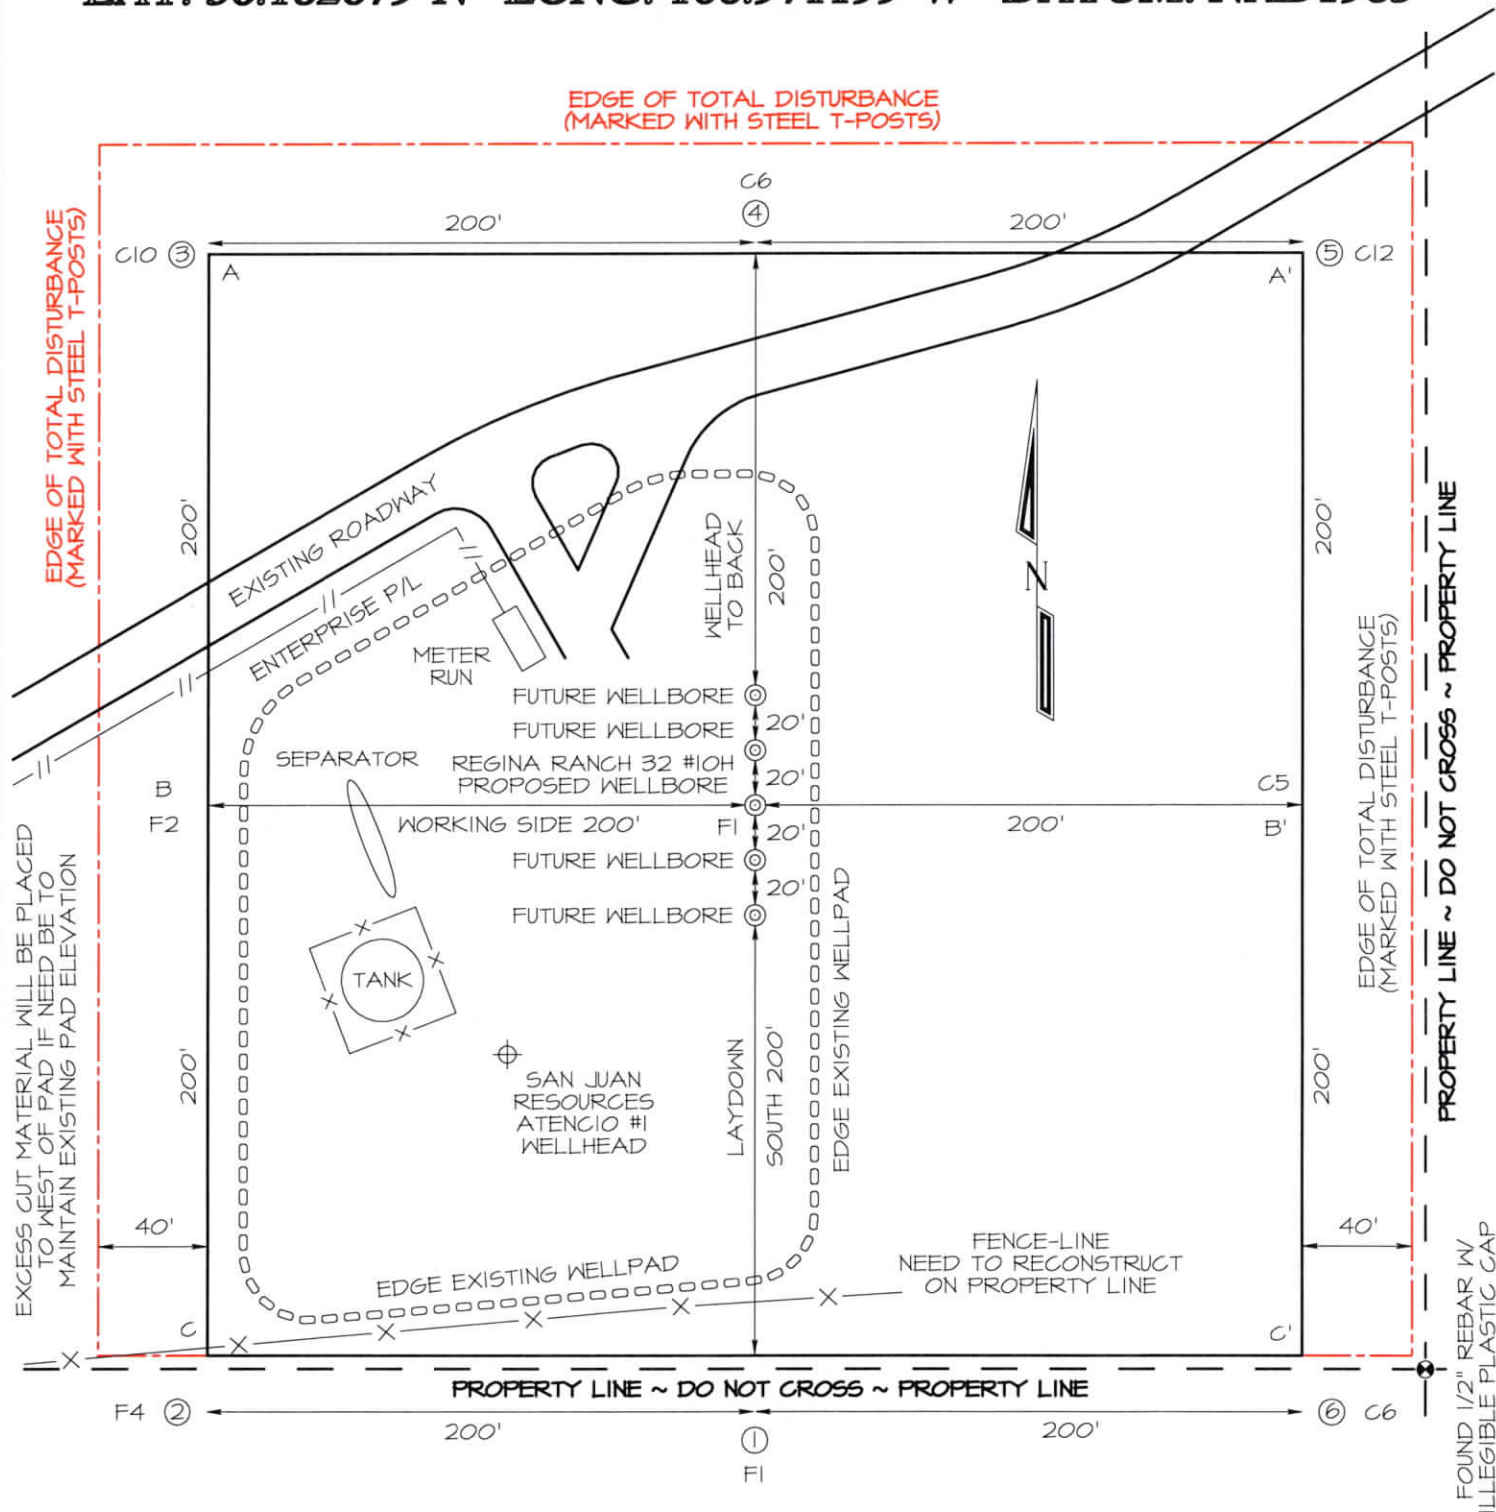 EDGE OF TOTAL DISTURBANCE
(MARKED WITH STEEL T-POSTS)
C6
4
200'
200'
C10 3
5 C12
A
A'
EDGE OF TOTAL DISTURBANCE
(MARKED WITH STEEL T-POSTS)
200'
EXISTING ROADWAY
ENTERPRISE P/L
METER
RUN
WELLHEAD
TO BACK
200'
N
200'
PROPERTY LINE ~ DO NOT CROSS ~ PROPERTY LINE
EDGE OF TOTAL DISTURBANCE
(MARKED WITH STEEL T-POSTS)
FUTURE WELLBORE
20'
FUTURE WELLBORE
SEPARATOR
REGINA RANCH 32 #10H
PROPOSED WELLBORE
20'
B
F2
WORKING SIDE 200'
F1
20'
200'
C5
B'
FUTURE WELLBORE
20'
FUTURE WELLBORE
EXCESS CUT MATERIAL WILL BE PLACED
TO WEST OF PAD IF NEED BE TO
MAINTAIN EXISTING PAD ELEVATION
TANK
EDGE EXISTING WELLPAD
200'
SAN JUAN
RESOURCES
ATENCIO #1
WELLHEAD
LAYDOWN
SOUTH 200'
200'
40'
40'
FENCE-LINE
NEED TO RECONSTRUCT
ON PROPERTY LINE
EDGE EXISTING WELLPAD
C
C'
FOUND 1/2" REBAR W/
ILLEGIBLE PLASTIC CAP
PROPERTY LINE ~ DO NOT CROSS ~ PROPERTY LINE
F4 2
200'
1
F1
200'
6 C6